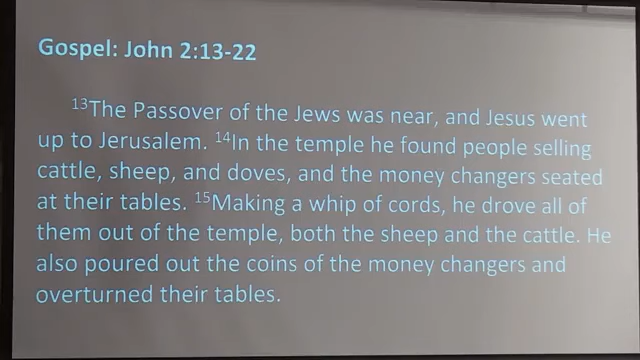 Gospel: John 2:13-22
13The Passover of the Jews was near, and Jesus went
up to Jerusalem. 14In the temple he found people selling
cattle, sheep, and doves, and the money changers seated
at their tables. 15Making a whip of cords, he drove all of
them out of the temple, both the sheep and the cattle. He
also poured out the coins of the money changers and
overturned their tables.